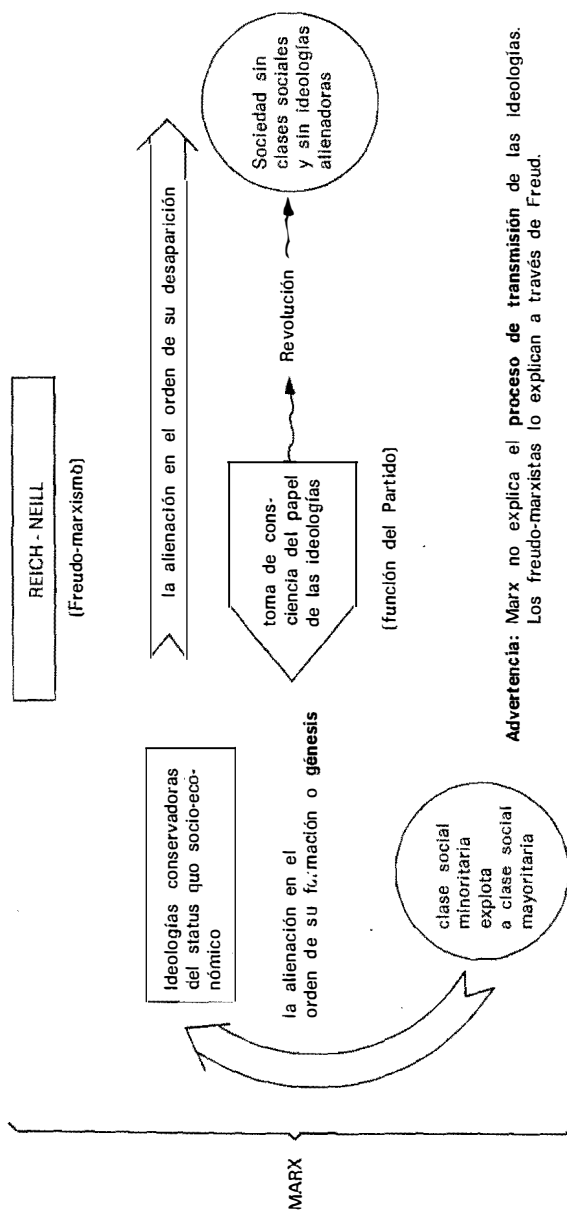 REICH - NEILL
(Freudo-marxismo)
la alienación en el orden de su desaparición
Ideologías conservadoras
del status quo socio-eco-
nómico
la alienación en el
orden de su formación o génesis
toma de cons-
ciencia del papel
de las ideologías
(función del Partido)
Revolución
Sociedad sin
clases sociales
y sin ideologías
alienadoras
MARX
clase social
minoritaria
explota
a clase social
mayoritaria
Advertencia: Marx no explica el proceso de transmisión de las ideologías.
Los freudo-marxistas lo explican a través de Freud.